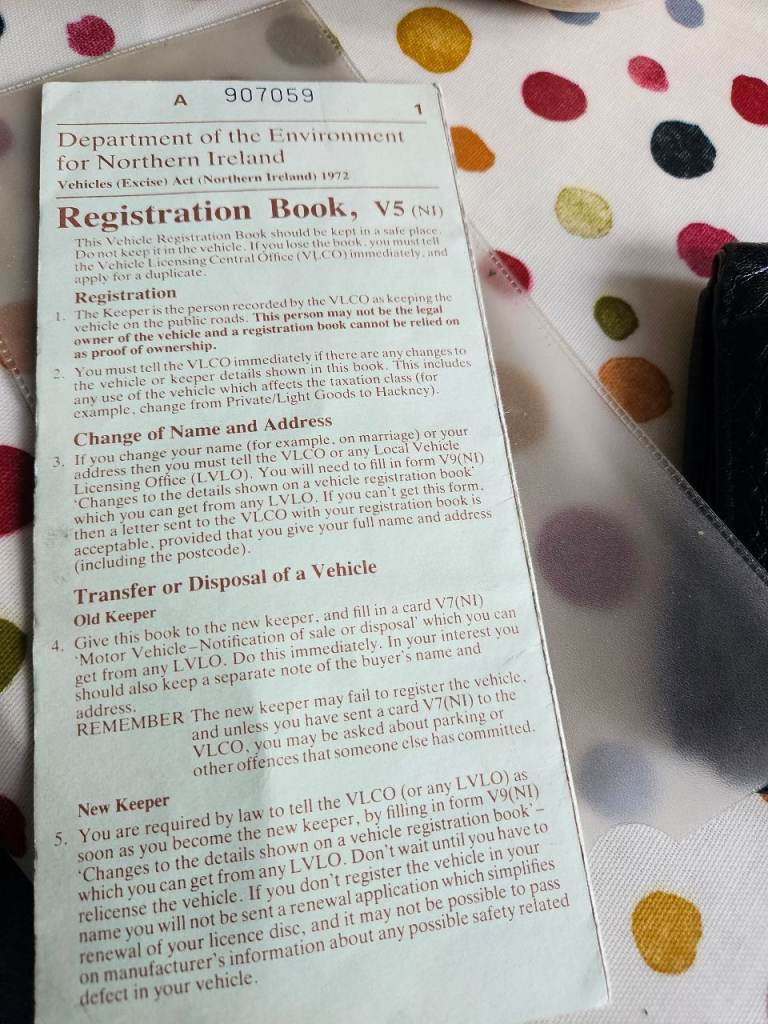 A 907059 1
Department of the Environment
for Northern Ireland
Vehicles (Excise) Act (Northern Ireland) 1972
Registration Book, V5 (NI)
This Vehicle Registration Book should be kept in a safe place.
Do not keep it in the vehicle. If you lose the book, you must tell
the Vehicle Licensing Central Office (VLCO) immediately, and
apply for a duplicate.
Registration
1. The Keeper is the person recorded by the VLCO as keeping the
vehicle on the public roads. This person may not be the legal
owner of the vehicle and a registration book cannot be relied on
as proof of ownership.
2. You must tell the VLCO immediately if there are any changes to
the vehicle or keeper details shown in this book. This includes
any use of the vehicle which affects the taxation class (for
example, change from Private/Light Goods to Hackney).
Change of Name and Address
3. If you change your name (for example, on marriage) or your
address then you must tell the VLCO or any Local Vehicle
Licensing Office (LVLO). You will need to fill in form V9(NI)
‘Changes to the details shown on a vehicle registration book’
which you can get from any LVLO. If you can't get this form,
then a letter sent to the VLCO with your registration book is
acceptable, provided that you give your full name and address
(including the postcode).
Transfer or Disposal of a Vehicle
Old Keeper
4. Give this book to the new keeper, and fill in a card V7(NI)
‘Motor Vehicle–Notification of sale or disposal’ which you can
get from any LVLO. Do this immediately. In your interest you
should also keep a separate note of the buyer's name and
address.
REMEMBER The new keeper may fail to register the vehicle,
and unless you have sent a card V7(NI) to the
VLCO, you may be asked about parking or
other offences that someone else has committed.
New Keeper
5. You are required by law to tell the VLCO (or any LVLO) as
soon as you become the new keeper, by filling in form V9(NI)
‘Changes to the details shown on a vehicle registration book’–
which you can get from any LVLO. Don't wait until you have to
relicense the vehicle. If you don't register the vehicle in your
name you will not be sent a renewal application which simplifies
renewal of your licence disc, and it may not be possible to pass
on manufacturer's information about any possible safety related
defect in your vehicle.